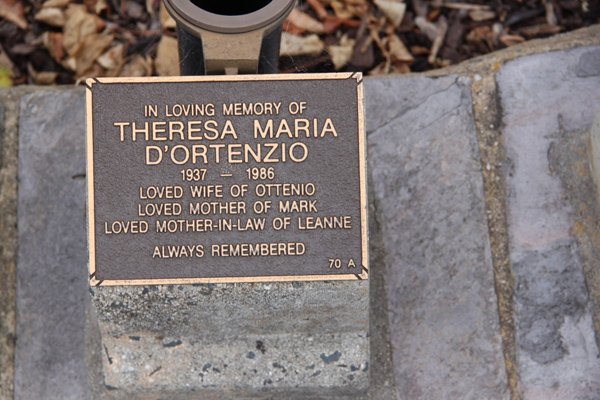 IN LOVING MEMORY OF
THERESA MARIA
D'ORTENZIO
1937 — 1986
LOVED WIFE OF OTTENIO
LOVED MOTHER OF MARK
LOVED MOTHER-IN-LAW OF LEANNE
ALWAYS REMEMBERED
70 A